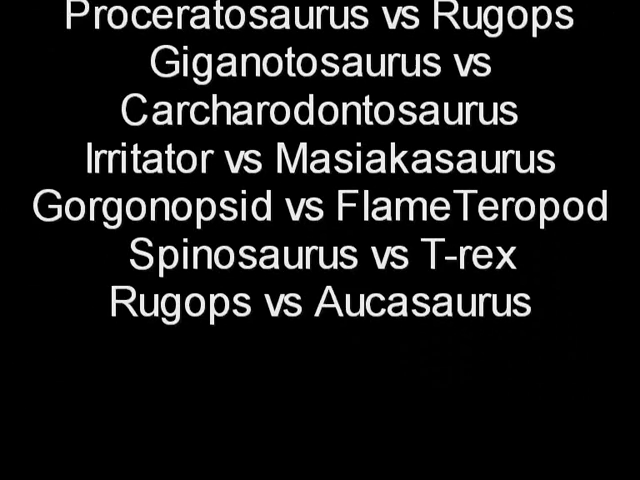 Proceratosaurus vs Rugops
Giganotosaurus vs
Carcharodontosaurus
Irritator vs Masiakasaurus
Gorgonopsid vs FlameTeropod
Spinosaurus vs T-rex
Rugops vs Aucasaurus